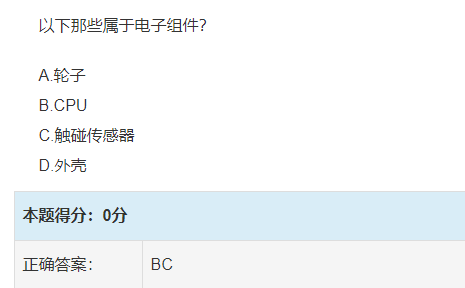 以下那些属于电子组件?
A.轮子
B.CPU
C.触碰传感器
D.外壳
本题得分：0分
正确答案： BC